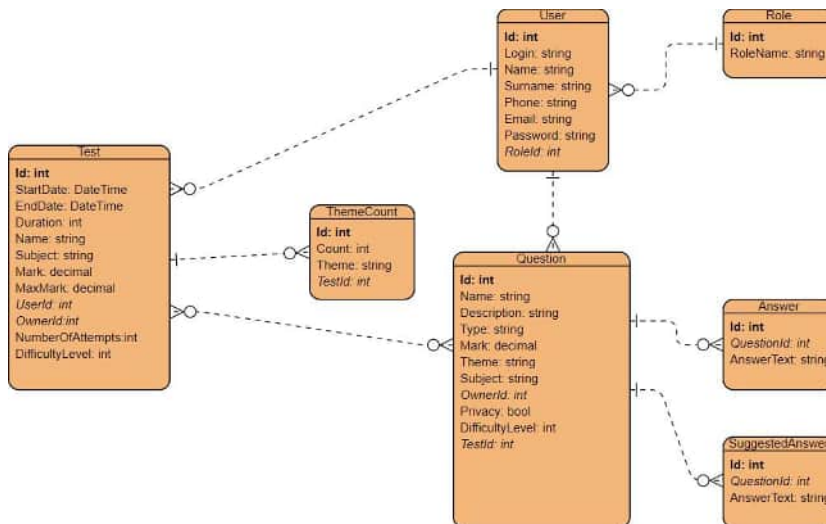 User
Id: int
Login: string
Name: string
Surname: string
Phone: string
Email: string
Password: string
RoleId: int
Role
Id: int
RoleName: string
Test
Id: int
StartDate: DateTime
EndDate: DateTime
Duration: int
Name: string
Subject: string
Mark: decimal
MaxMark: decimal
UserId: int
OwnerId:int
NumberOfAttempts:int
DifficultyLevel: int
ThemeCount
Id: int
Count: int
Theme: string
TestId: int
Question
Id: int
Name: string
Description: string
Type: string
Mark: decimal
Theme: string
Subject: string
OwnerId: int
Privacy: bool
DifficultyLevel: int
TestId: int
Answer
Id: int
QuestionId: int
AnswerText: string
SuggestedAnswer
Id: int
QuestionId: int
AnswerText: string